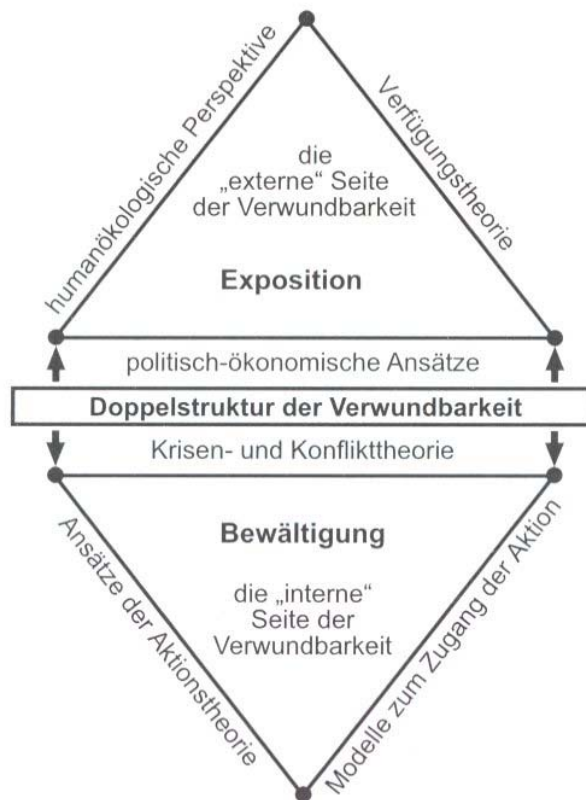 humanökologische Perspektive
Verfügungstheorie
die
„externe“ Seite
der Verwundbarkeit
Exposition
politisch-ökonomische Ansätze
Doppelstruktur der Verwundbarkeit
Krisen- und Konflikttheorie
Bewältigung
die „interne“
Seite der
Verwundbarkeit
Ansätze der Aktionstheorie
Modelle zum Zugang der Aktion